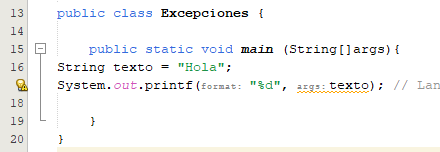 13 public class Excepciones {
14
15 public static void main (String[]args){
16 String texto = "Hola";
System.out.printf(format: "%d", args: texto); // Lan
18
19 }
20 }